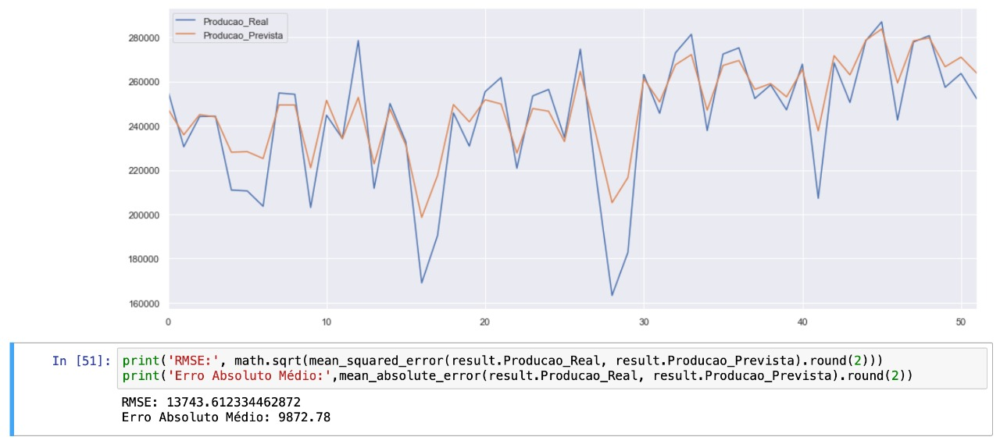 Producao_Real
Producao_Prevista
280000
260000
240000
220000
200000
180000
160000
0 10 20 30 40 50
In [51]: print('RMSE:', math.sqrt(mean_squared_error(result.Producao_Real, result.Producao_Prevista).round(2)))
print('Erro Absoluto Médio:',mean_absolute_error(result.Producao_Real, result.Producao_Prevista).round(2))
RMSE: 13743.612334462872
Erro Absoluto Médio: 9872.78